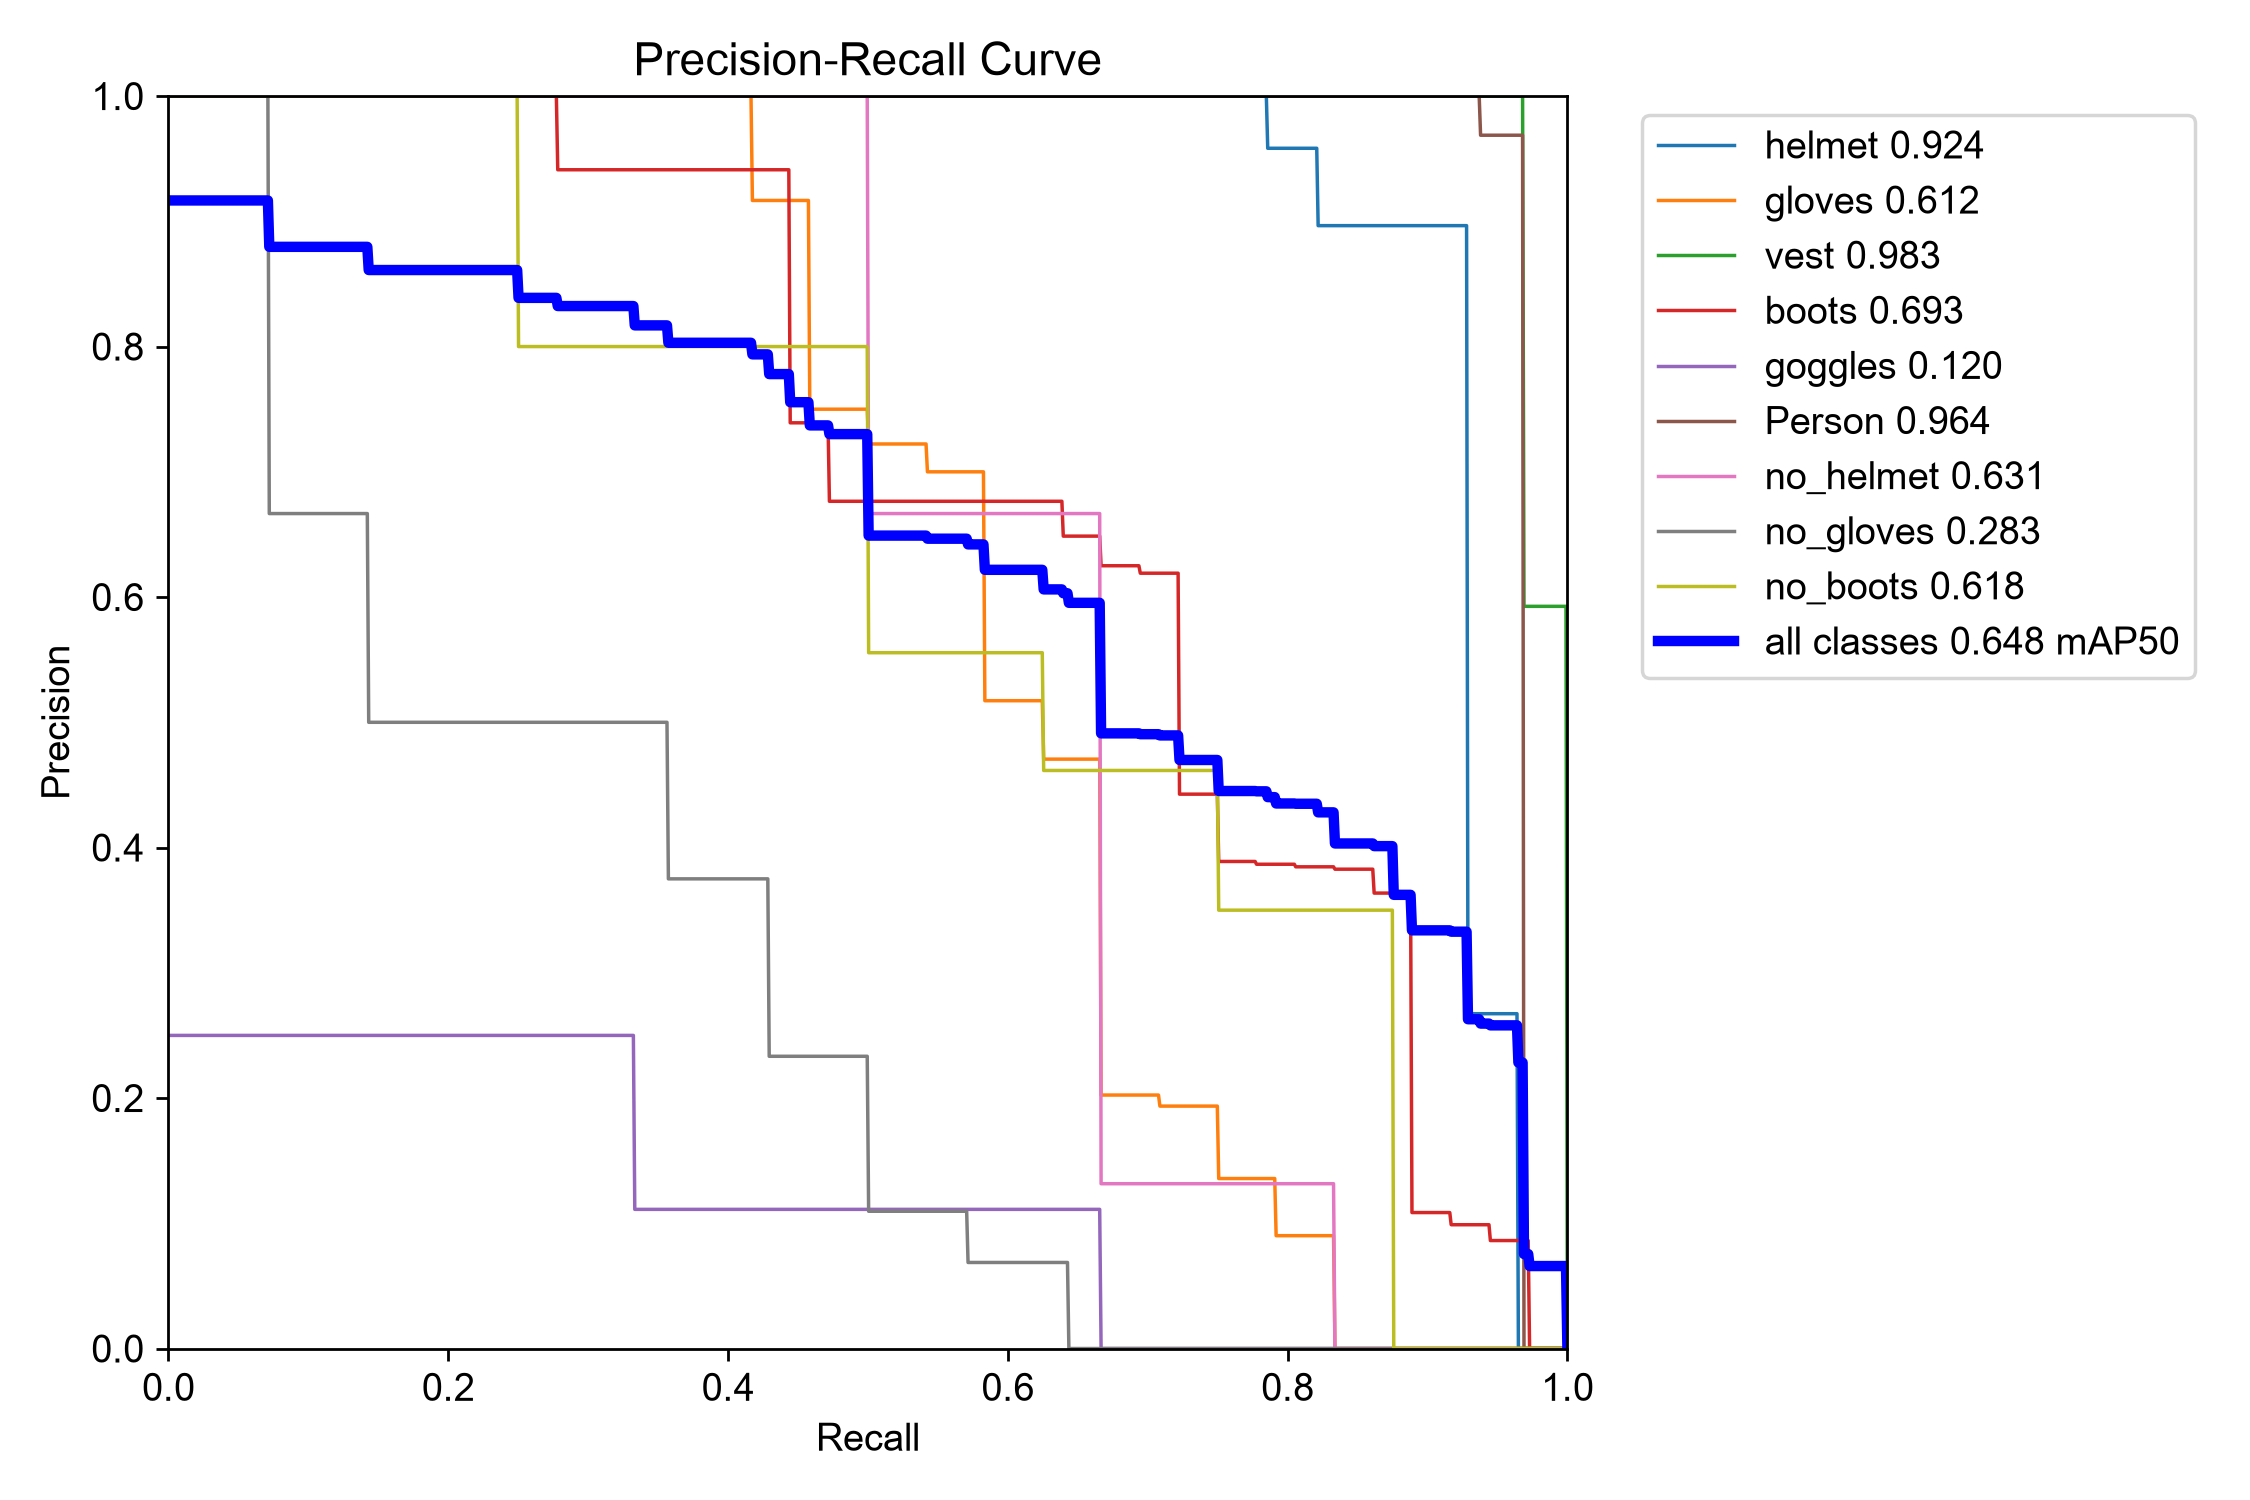 Precision-Recall Curve
1.0
0.8
0.6
0.4
0.2
0.0
Precision
0.0 0.2 0.4 0.6 0.8 1.0
Recall
helmet 0.924
gloves 0.612
vest 0.983
boots 0.693
goggles 0.120
Person 0.964
no_helmet 0.631
no_gloves 0.283
no_boots 0.618
all classes 0.648 mAP50